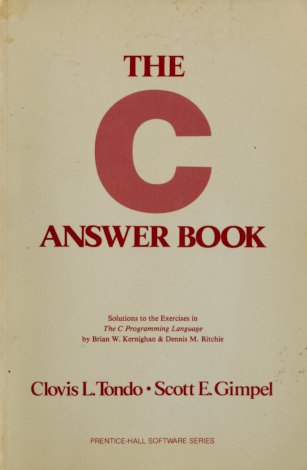 THE
C
ANSWER BOOK
Solutions to the Exercises in
The C Programming Language
by Brian W. Kernighan & Dennis M. Ritchie
Clovis L. Tondo • Scott E. Gimpel
PRENTICE-HALL SOFTWARE SERIES